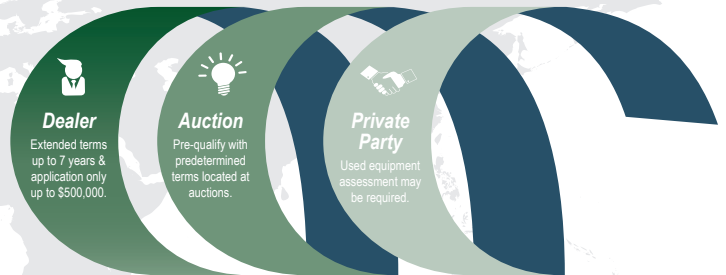 Dealer
Extended terms
up to 7 years &
application only
up to $500,000.
Auction
Pre-qualify with
predetermined
terms located at
auctions.
Private
Party
Used equipment
assessment may
be required.